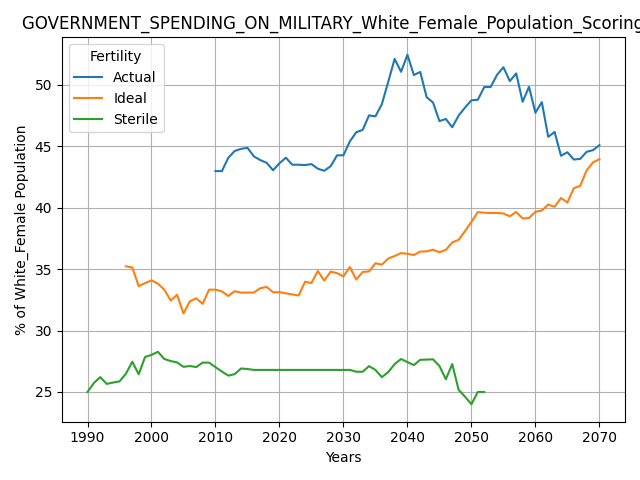 GOVERNMENT_SPENDING_ON_MILITARY_White_Female_Population_Scoring
Fertility
Actual
Ideal
Sterile
% of White_Female Population
50
45
40
35
30
25
1990 2000 2010 2020 2030 2040 2050 2060 2070
Years